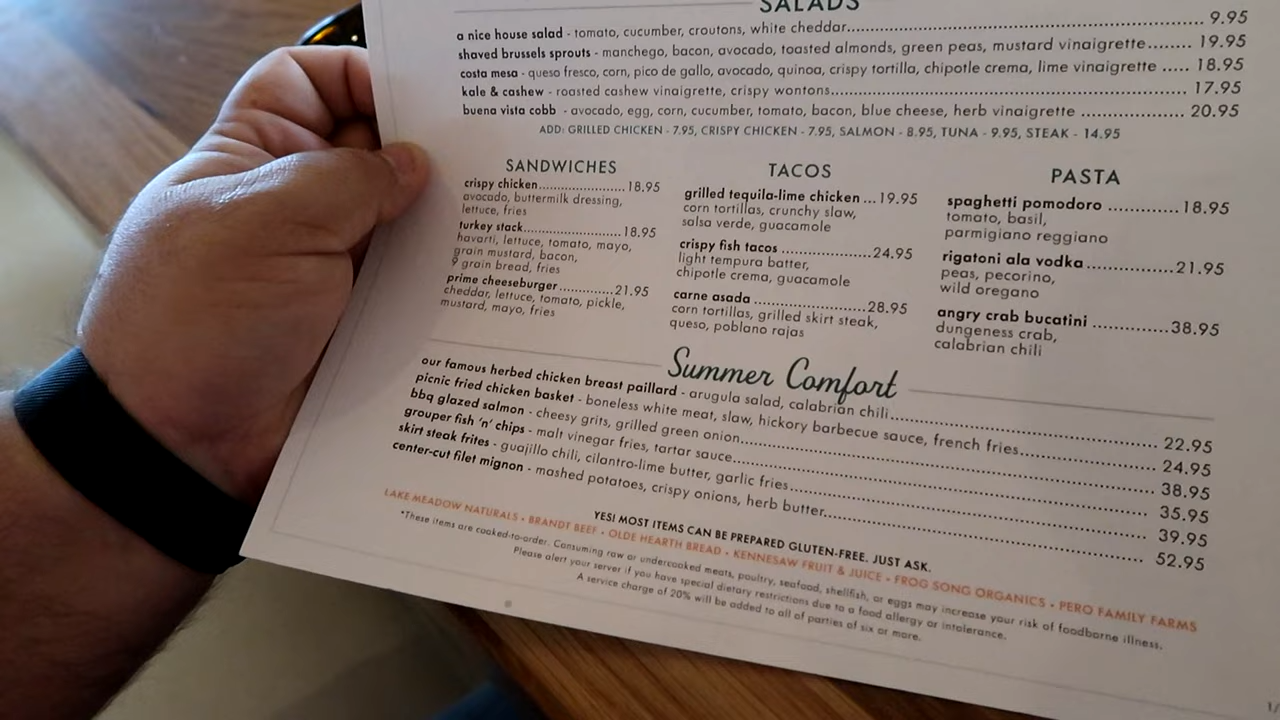 SALADS
a nice house salad - tomato, cucumber, croutons, white cheddar........ 9.95
shaved brussels sprouts - manchego, bacon, avocado, toasted almonds, green peas, mustard vinaigrette........ 19.95
costa mesa - queso fresco, corn, pico de gallo, avocado, quinoa, crispy tortilla, chipotle crema, lime vinaigrette ..... 18.95
kale & cashew - roasted cashew vinaigrette, crispy wontons........ 17.95
buena vista cobb - avocado, egg, corn, cucumber, tomato, bacon, blue cheese, herb vinaigrette ........ 20.95
ADD: GRILLED CHICKEN - 7.95, CRISPY CHICKEN - 7.95, SALMON - 8.95, TUNA - 9.95, STEAK - 14.95
SANDWICHES
crispy chicken........18.95
avocado, buttermilk dressing,
lettuce, fries
turkey stack........18.95
havarti, lettuce, tomato, mayo,
grain mustard, bacon,
9 grain bread, fries
prime cheeseburger........21.95
cheddar, lettuce, tomato, pickle,
mustard, mayo, fries
TACOS
grilled tequila-lime chicken ...19.95
corn tortillas, crunchy slaw,
salsa verde, guacamole
crispy fish tacos ........24.95
light tempura batter,
chipotle crema, guacamole
carne asada ........28.95
corn tortillas, grilled skirt steak,
queso, poblano rajas
PASTA
spaghetti pomodoro ........18.95
tomato, basil,
parmigiano reggiano
rigatoni ala vodka........21.95
peas, pecorino,
wild oregano
angry crab bucatini ........38.95
dungeness crab,
calabrian chili
Summer Comfort
our famous herbed chicken breast paillard - arugula salad, calabrian chili........ 22.95
picnic fried chicken basket - boneless white meat, slaw, hickory barbecue sauce, french fries........ 24.95
bbq glazed salmon - cheesy grits, grilled green onion........ 38.95
grouper fish 'n' chips - malt vinegar fries, tartar sauce........ 35.95
skirt steak frites - guajillo chili, cilantro-lime butter, garlic fries........ 39.95
center-cut filet mignon - mashed potatoes, crispy onions, herb butter........ 52.95
YES! MOST ITEMS CAN BE PREPARED GLUTEN-FREE. JUST ASK.
LAKE MEADOW NATURALS • BRANDT BEEF • OLDE HEARTH BREAD • KENNESAW FRUIT & JUICE • FROG SONG ORGANICS • PERO FAMILY FARMS
*These items are cooked-to-order. Consuming raw or undercooked meats, poultry, seafood, shellfish, or eggs may increase your risk of foodborne illness.
Please alert your server if you have special dietary restrictions due to a food allergy or intolerance.
A service charge of 20% will be added to all of parties of six or more.